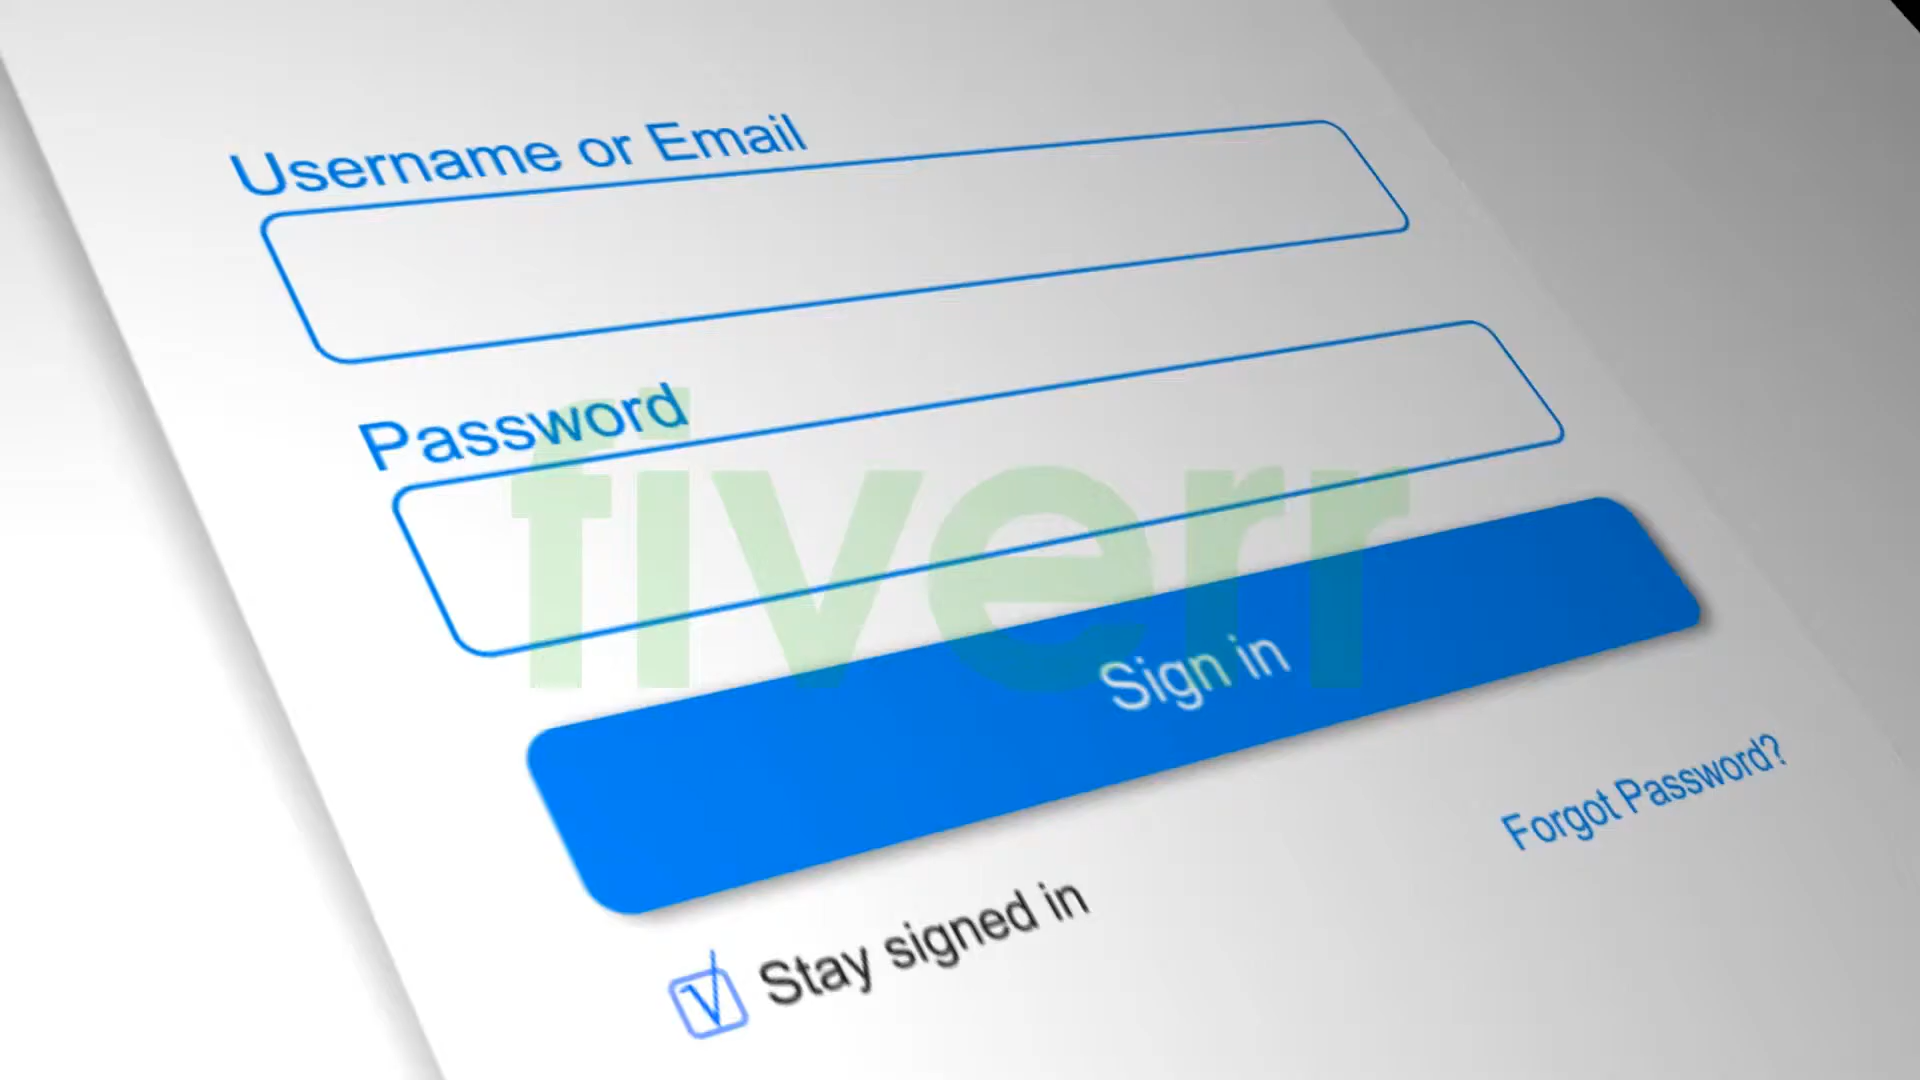 Username or Email
Password
fiverr
Sign in
Forgot Password?
Stay signed in